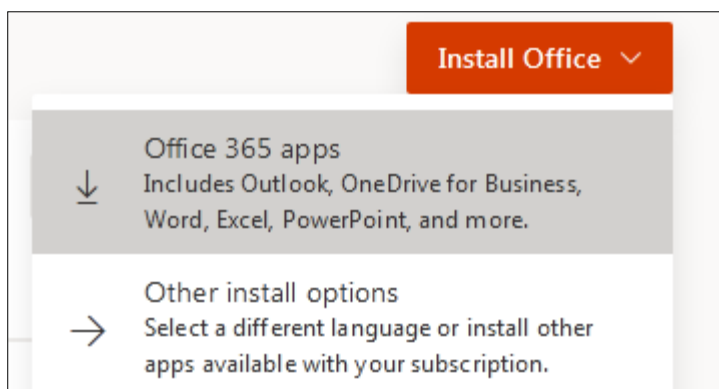 Install Office
Office 365 apps
Includes Outlook, OneDrive for Business,
Word, Excel, PowerPoint, and more.
Other install options
Select a different language or install other
apps available with your subscription.